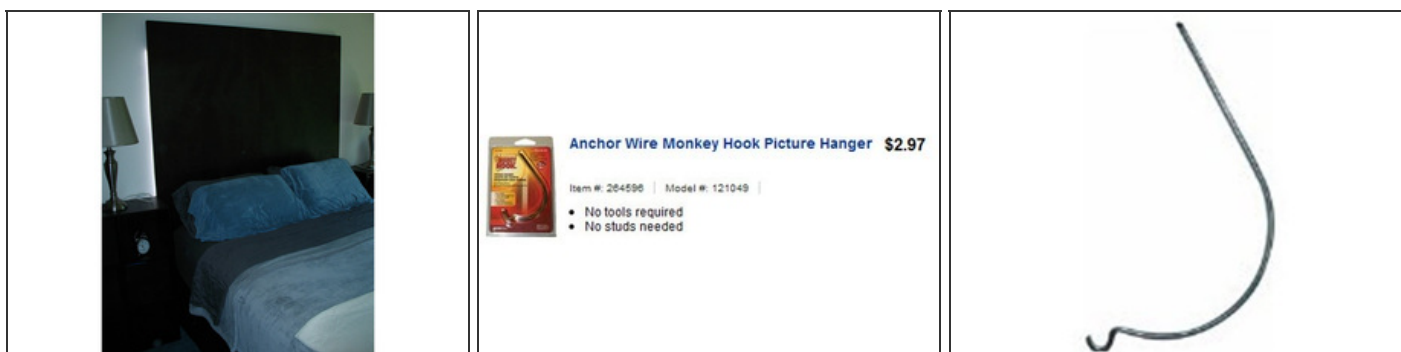 Anchor Wire Monkey Hook Picture Hanger $2.97
Item #: 264596 | Model #: 121049 |
• No tools required
• No studs needed